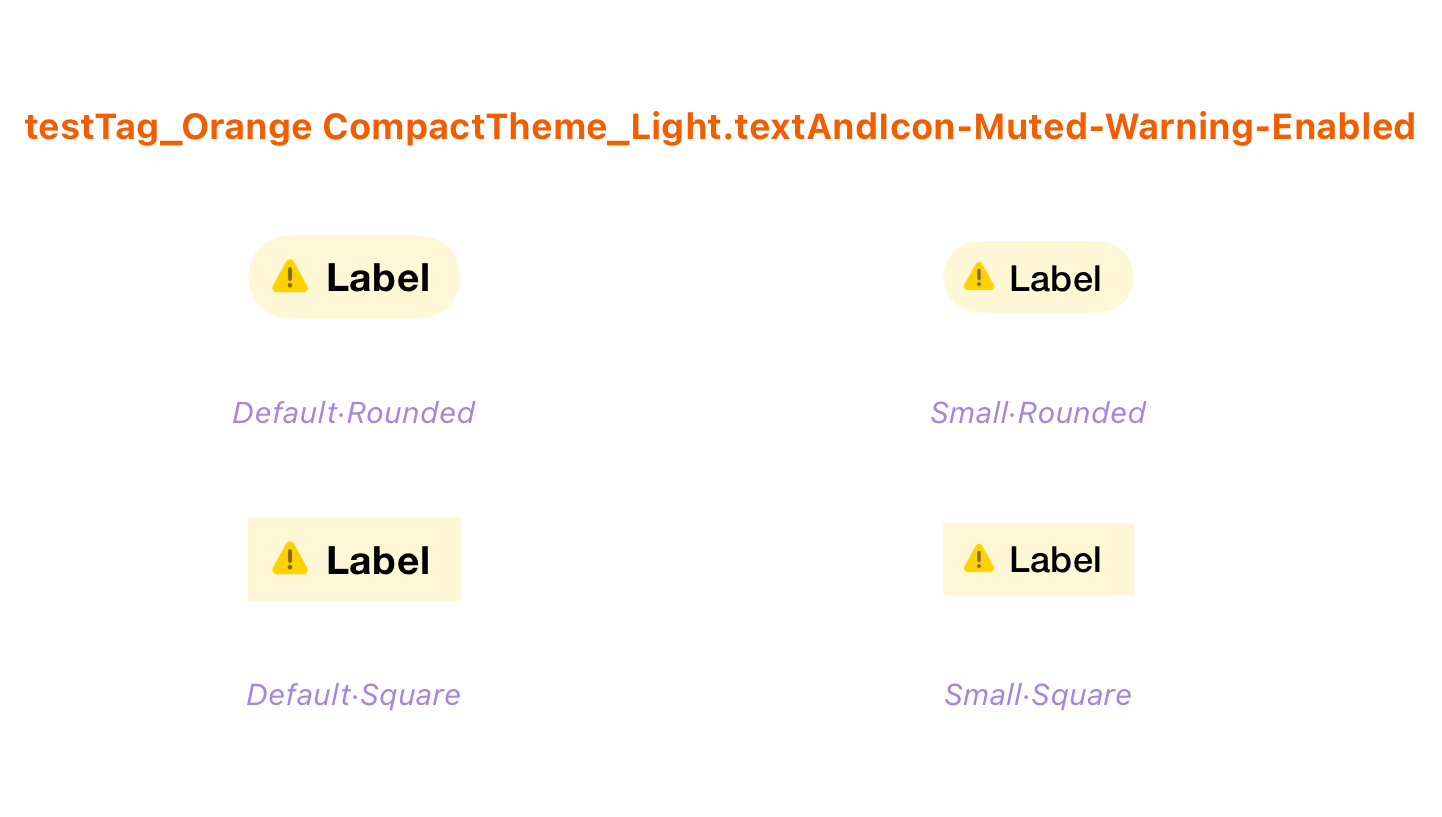 testTag_Orange CompactTheme_Light.textAndIcon-Muted-Warning-Enabled
Label
Label
Default·Rounded
Small·Rounded
Label
Label
Default·Square
Small·Square